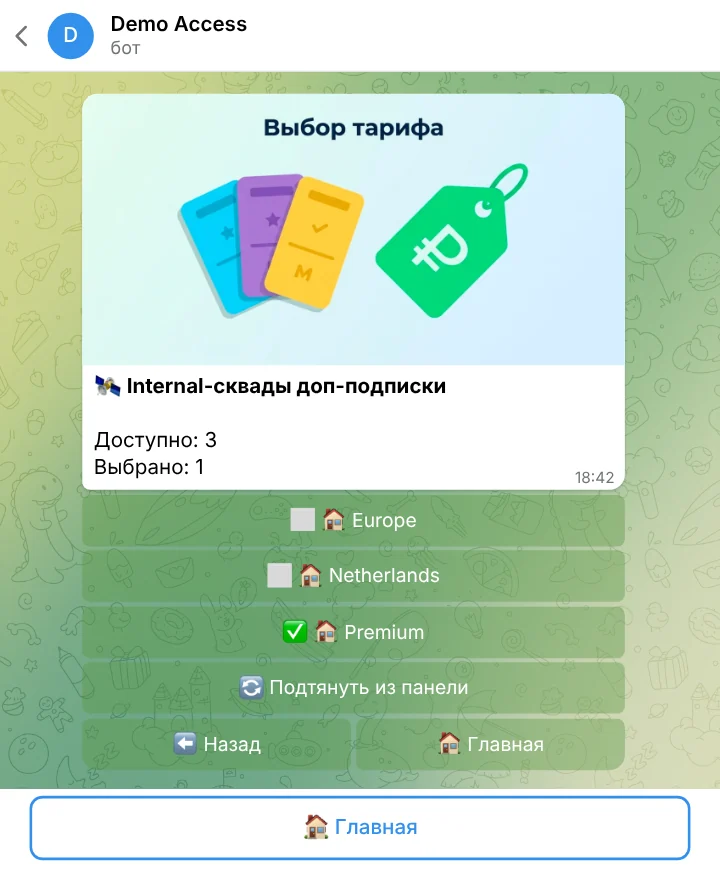 D
Demo Access
бот
Выбор тарифа
М
🛰 Internal-сквады доп-подписки
Доступно: 3
Выбрано: 1
18:42
⬜ 🏠 Europe
⬜ 🏠 Netherlands
✅ 🏠 Premium
🔄 Подтянуть из панели
⬅️ Назад
🏠 Главная
🏠 Главная